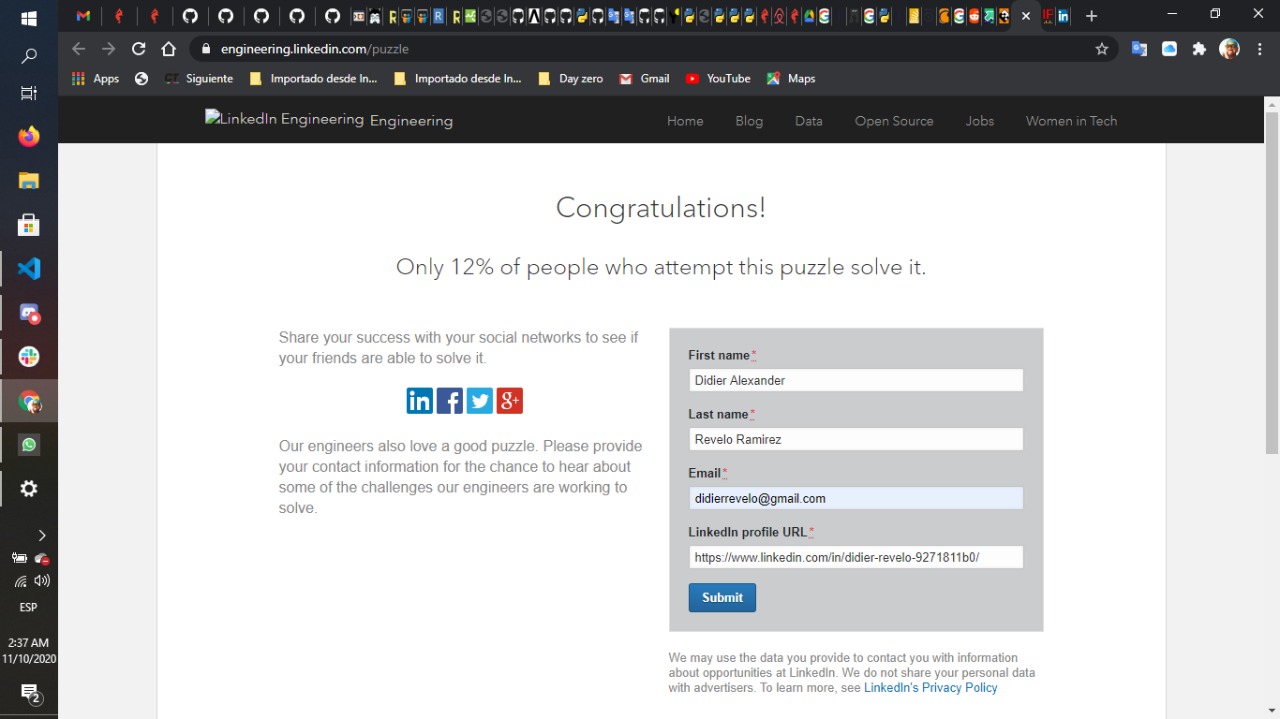 engineering.linkedin.com/puzzle
Apps
Siguiente
Importado desde In...
Importado desde In...
Day zero
Gmail
YouTube
Maps
LinkedIn Engineering Engineering
Home
Blog
Data
Open Source
Jobs
Women in Tech
Congratulations!
Only 12% of people who attempt this puzzle solve it.
Share your success with your social networks to see if
your friends are able to solve it.
Our engineers also love a good puzzle. Please provide
your contact information for the chance to hear about
some of the challenges our engineers are working to
solve.
First name*
Didier Alexander
Last name*
Revelo Ramirez
Email*
didierrevelo@gmail.com
LinkedIn profile URL*
https://www.linkedin.com/in/didier-revelo-9271811b0/
Submit
We may use the data you provide to contact you with information
about opportunities at LinkedIn. We do not share your personal data
with advertisers. To learn more, see LinkedIn's Privacy Policy
ESP
2:37 AM
11/10/2020
2